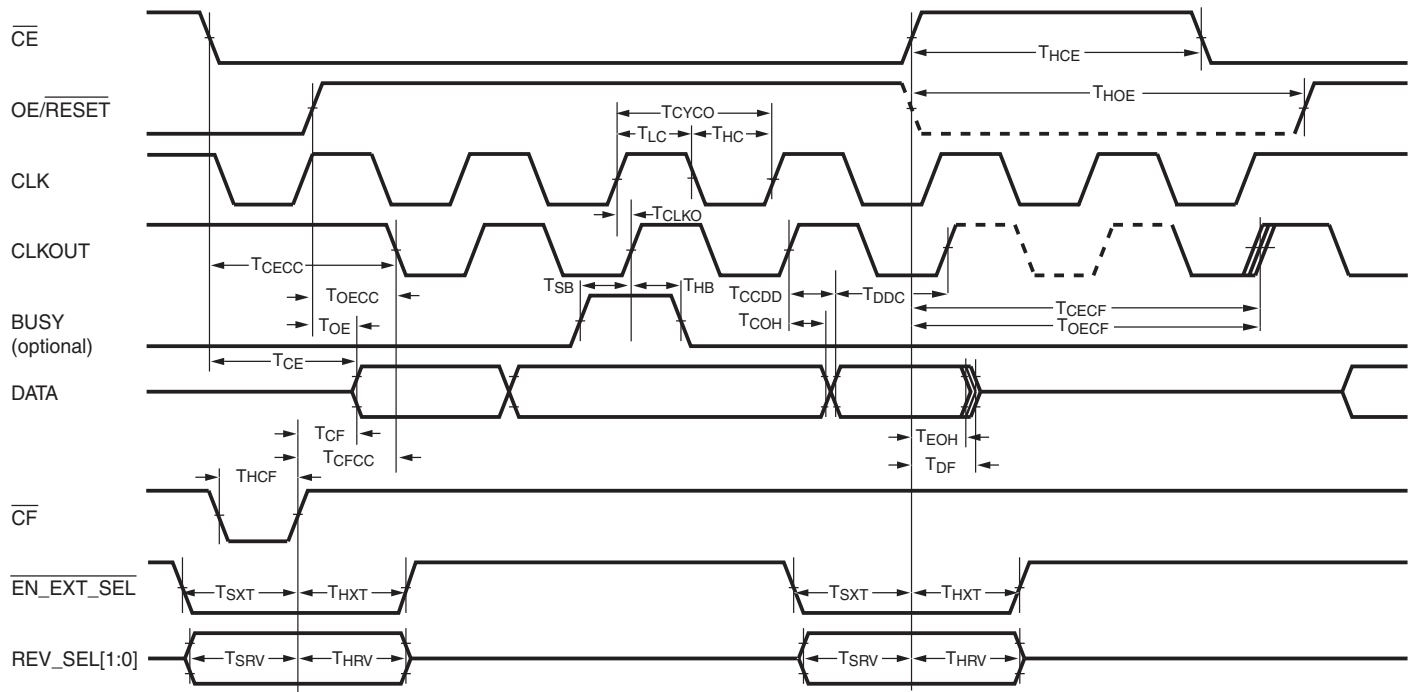 CE
THCE
OE/RESET
THOE
TCYCO
TLC THC
CLK
TCLKO
CLKOUT
TCECC
TSB THB
TCCDD TDDC
TOECC
TCECF
TOE
TCOH
TOECF
BUSY
(optional)
TCE
DATA
TCF
TEOH
TCFCC
TDF
THCF
CF
EN_EXT_SEL
TSXT THXT TSXT THXT
REV_SEL[1:0]
TSRV THRV TSRV THRV